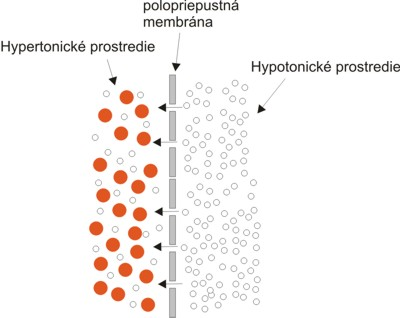 polopriepustná
membrána
Hypertonické prostredie
Hypotonické prostredie